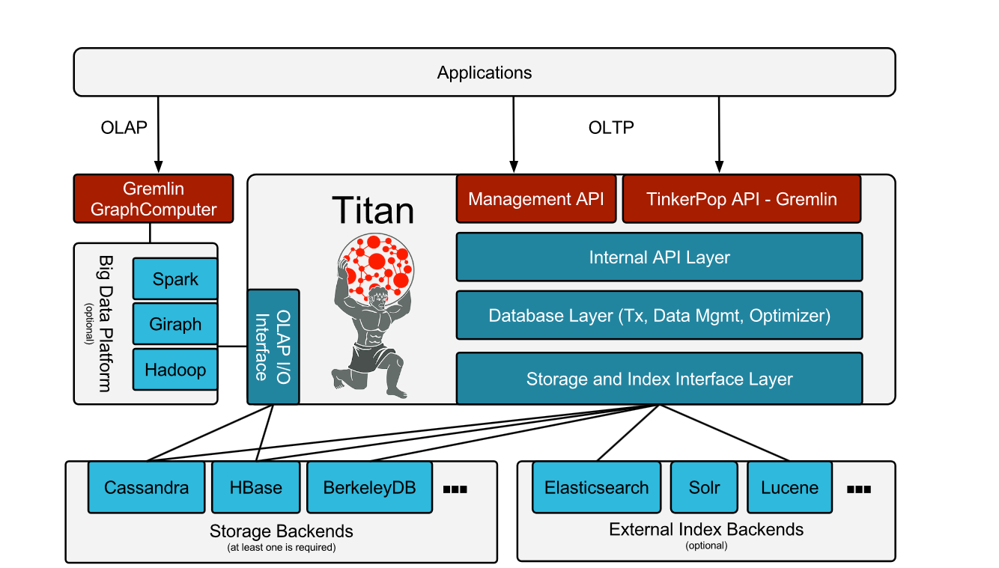 Applications
OLAP
OLTP
Gremlin
GraphComputer
Titan
Management API
TinkerPop API - Gremlin
Internal API Layer
Database Layer (Tx, Data Mgmt, Optimizer)
Storage and Index Interface Layer
Big Data Platform
(optional)
Spark
Giraph
Hadoop
OLAP I/O
Interface
Cassandra
HBase
BerkeleyDB
Storage Backends
(at least one is required)
Elasticsearch
Solr
Lucene
External Index Backends
(optional)